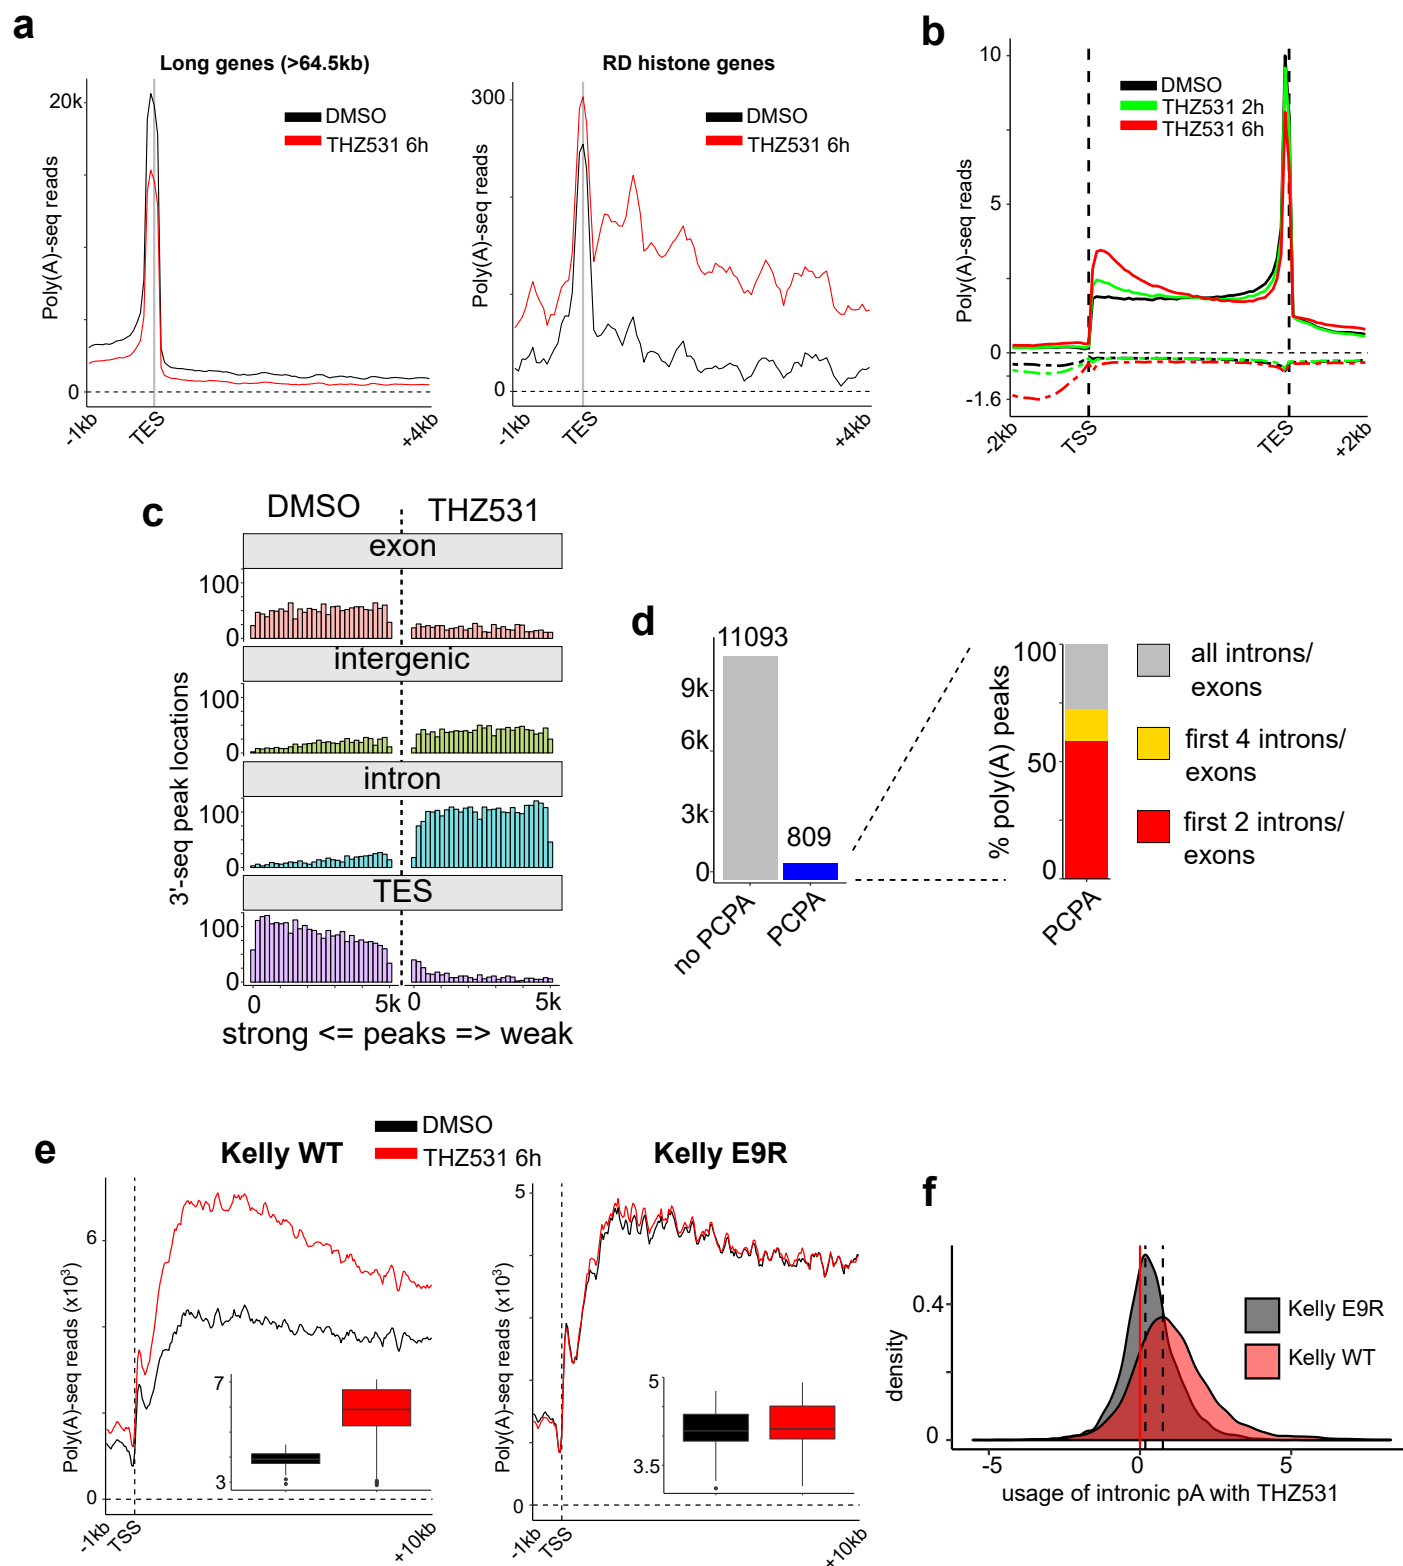 a
Long genes (>64.5kb)
20k
Poly(A)-seq reads
0
DMSO
THZ531 6h
-1kb
TES
+4kb
RD histone genes
300
Poly(A)-seq reads
0
DMSO
THZ531 6h
-1kb
TES
+4kb
b
10
5
0
-1.6
Poly(A)-seq reads
DMSO
THZ531 2h
THZ531 6h
-2kb
TSS
TES
+2kb
c
DMSO
THZ531
exon
100
0
intergenic
100
0
intron
100
0
TES
100
0
3'-seq peak locations
0
5k
0
5k
strong <= peaks => weak
d
11093
9k
6k
3k
0
809
no PCPA
PCPA
% poly(A) peaks
100
50
0
PCPA
all introns/
exons
first 4 introns/
exons
first 2 introns/
exons
e
DMSO
THZ531 6h
Kelly WT
6
0
Poly(A)-seq reads (x10³)
7
3
-1kb
TSS
+10kb
Kelly E9R
5
0
Poly(A)-seq reads (x10³)
5
3.5
-1kb
TSS
+10kb
f
0.4
0
density
Kelly E9R
Kelly WT
-5
0
5
usage of intronic pA with THZ531